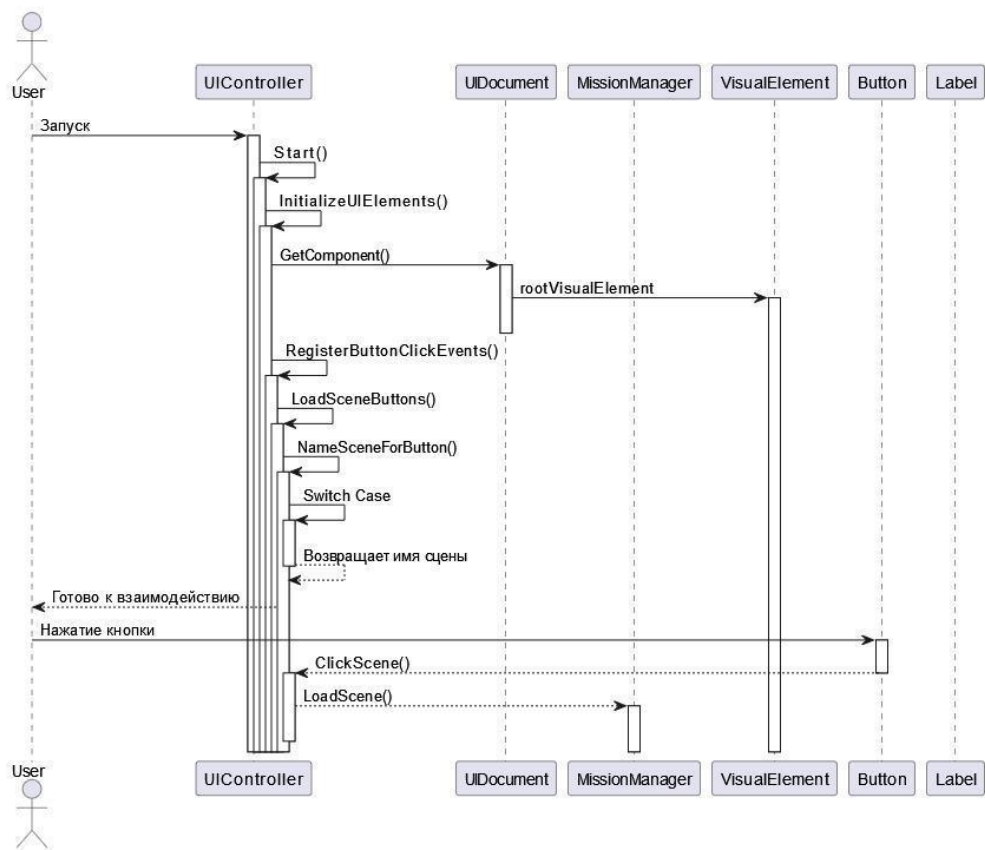 User
UIController
UIDocument
MissionManager
VisualElement
Button
Label
Запуск
Start()
InitializeUIElements()
GetComponent()
rootVisualElement
RegisterButtonClickEvents()
LoadSceneButtons()
NameSceneForButton()
Switch Case
Возвращает имя сцены
Готово к взаимодействию
Нажатие кнопки
ClickScene()
LoadScene()
User
UIController
UIDocument
MissionManager
VisualElement
Button
Label